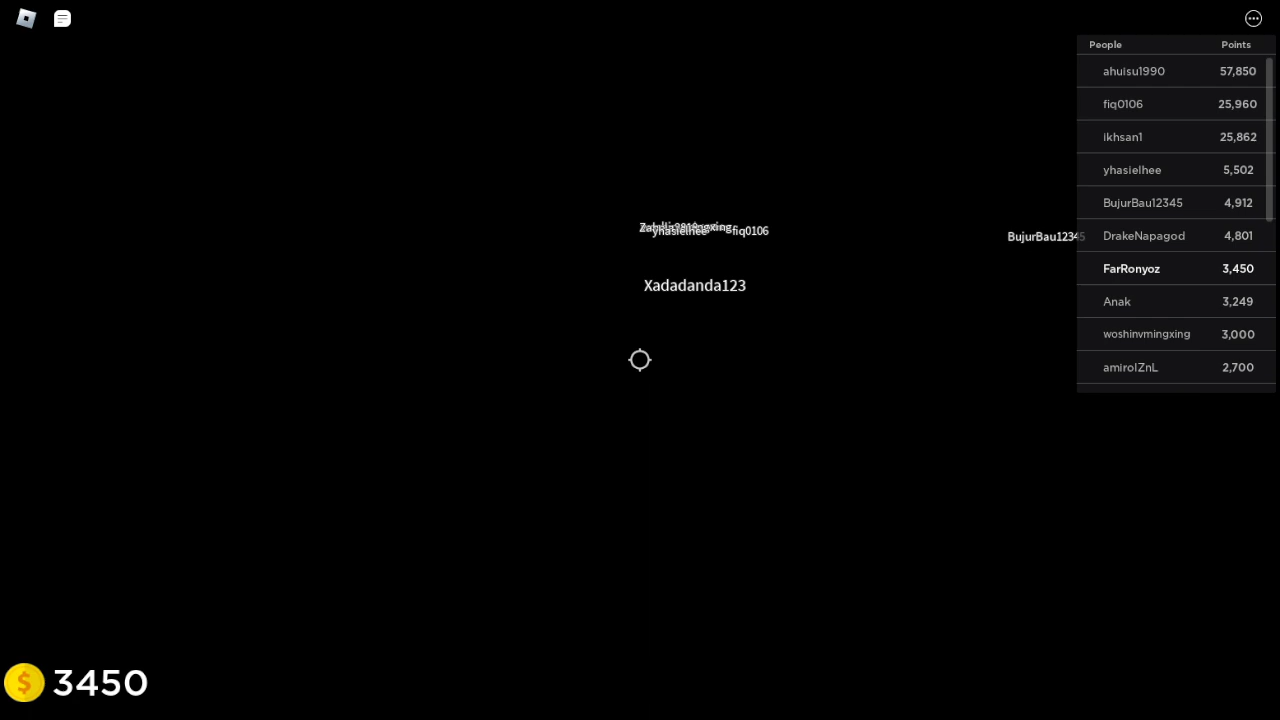 People Points
ahuisu1990 57,850
fiq0106 25,960
ikhsan1 25,862
yhasielhee 5,502
BujurBau12345 4,912
DrakeNapagod 4,801
FarRonyoz 3,450
Anak 3,249
woshinvmingxing 3,000
amirolZnL 2,700
yhasielhee
fiq0106
BujurBau12345
Xadadanda123
$ 3450